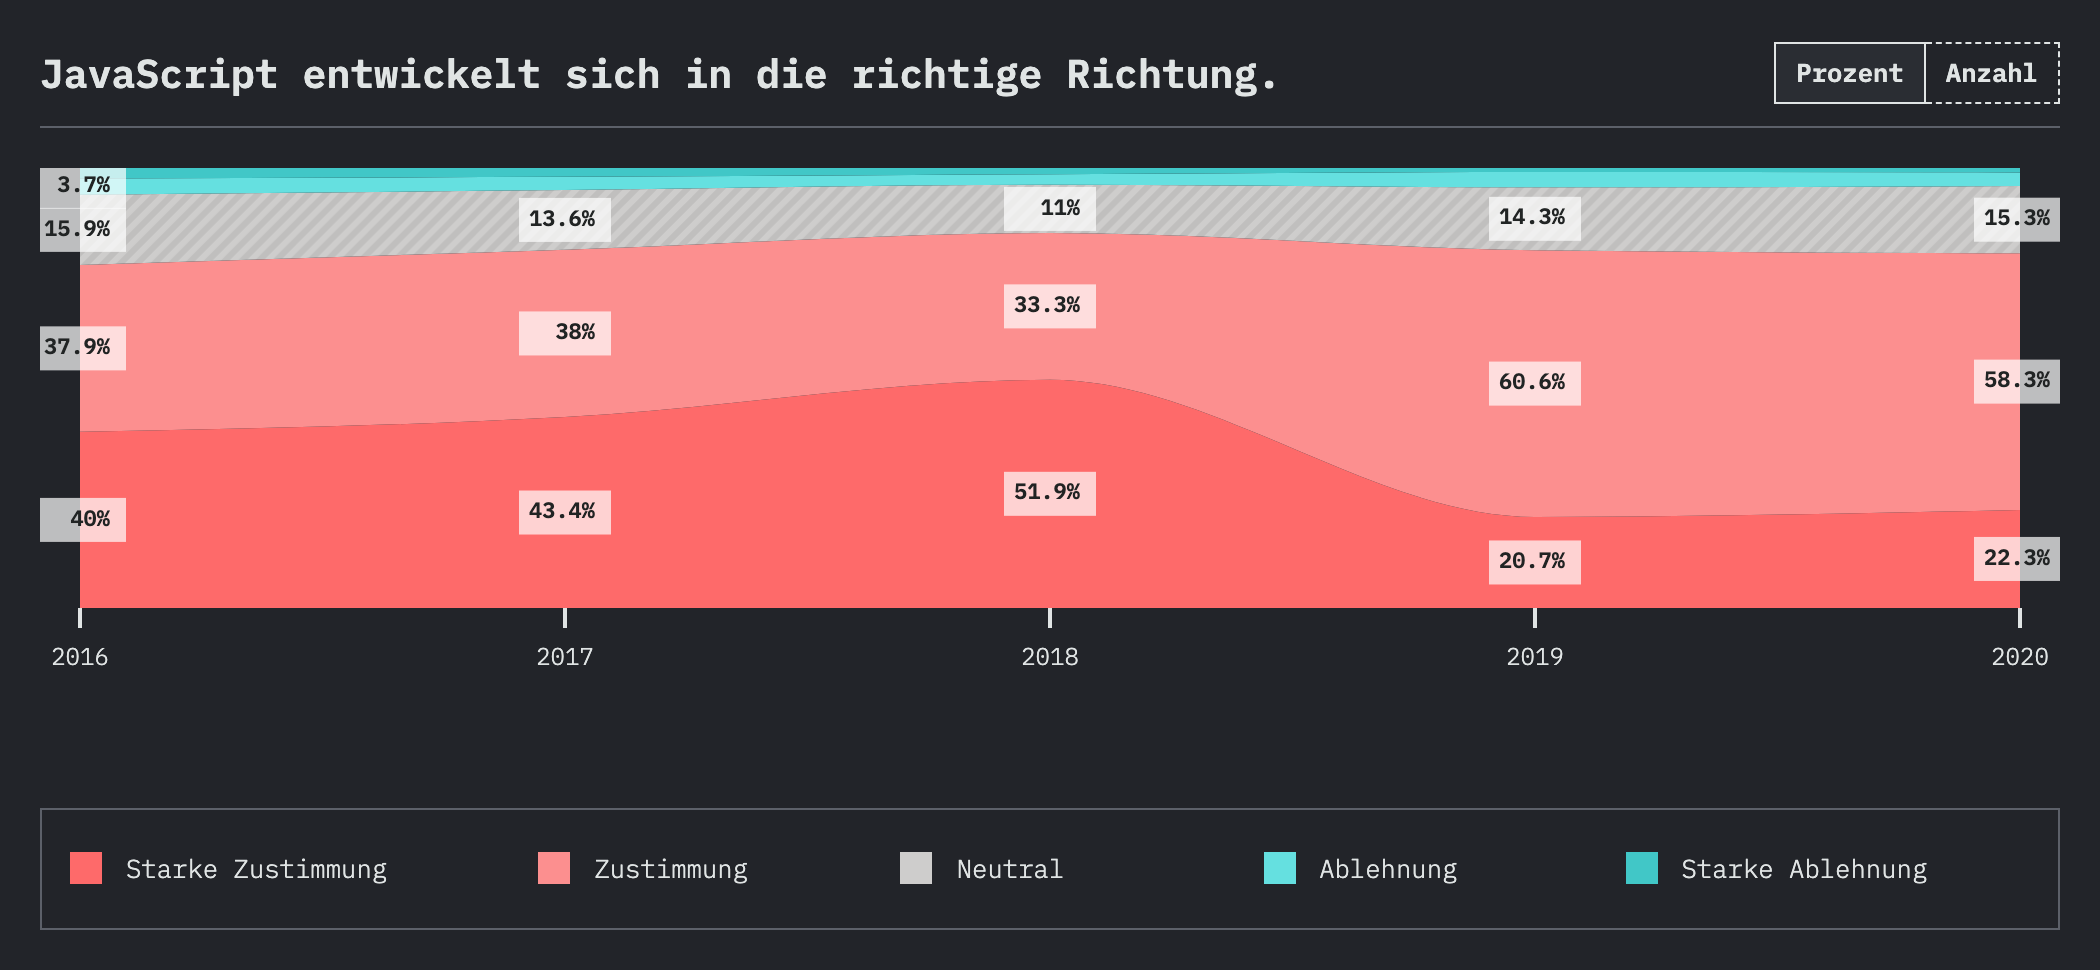 JavaScript entwickelt sich in die richtige Richtung.
Prozent Anzahl
3.7%
15.9% 13.6% 11% 14.3% 15.3%
37.9% 38% 33.3% 60.6% 58.3%
40% 43.4% 51.9% 20.7% 22.3%
2016 2017 2018 2019 2020
Starke Zustimmung Zustimmung Neutral Ablehnung Starke Ablehnung